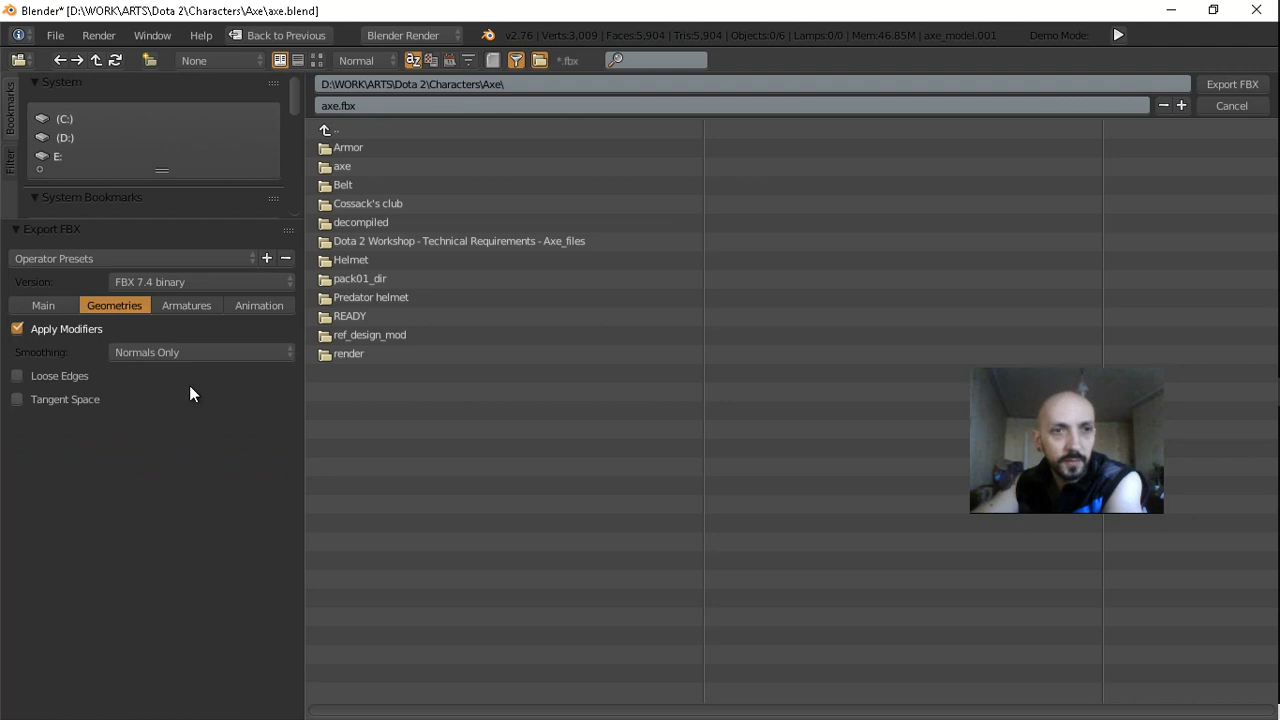 Blender* [D:\WORK\ARTS\Dota 2\Characters\Axe\axe.blend]
File Render Window Help Back to Previous Blender Render v2.76 | Verts:3,009 | Faces:5,904 | Tris:5,904 | Objects:0/6 | Lamps:0/0 | Mem:46.85M | axe_model.001 Demo Mode:
None Normal *.fbx
Bookmarks
Filter
System
(C:)
(D:)
E:
System Bookmarks
Export FBX
Operator Presets
Version: FBX 7.4 binary
Main Geometries Armatures Animation
Apply Modifiers
Smoothing: Normals Only
Loose Edges
Tangent Space
D:\WORK\ARTS\Dota 2\Characters\Axe\ Export FBX
axe.fbx Cancel
..
Armor
axe
Belt
Cossack's club
decompiled
Dota 2 Workshop - Technical Requirements - Axe_files
Helmet
pack01_dir
Predator helmet
READY
ref_design_mod
render